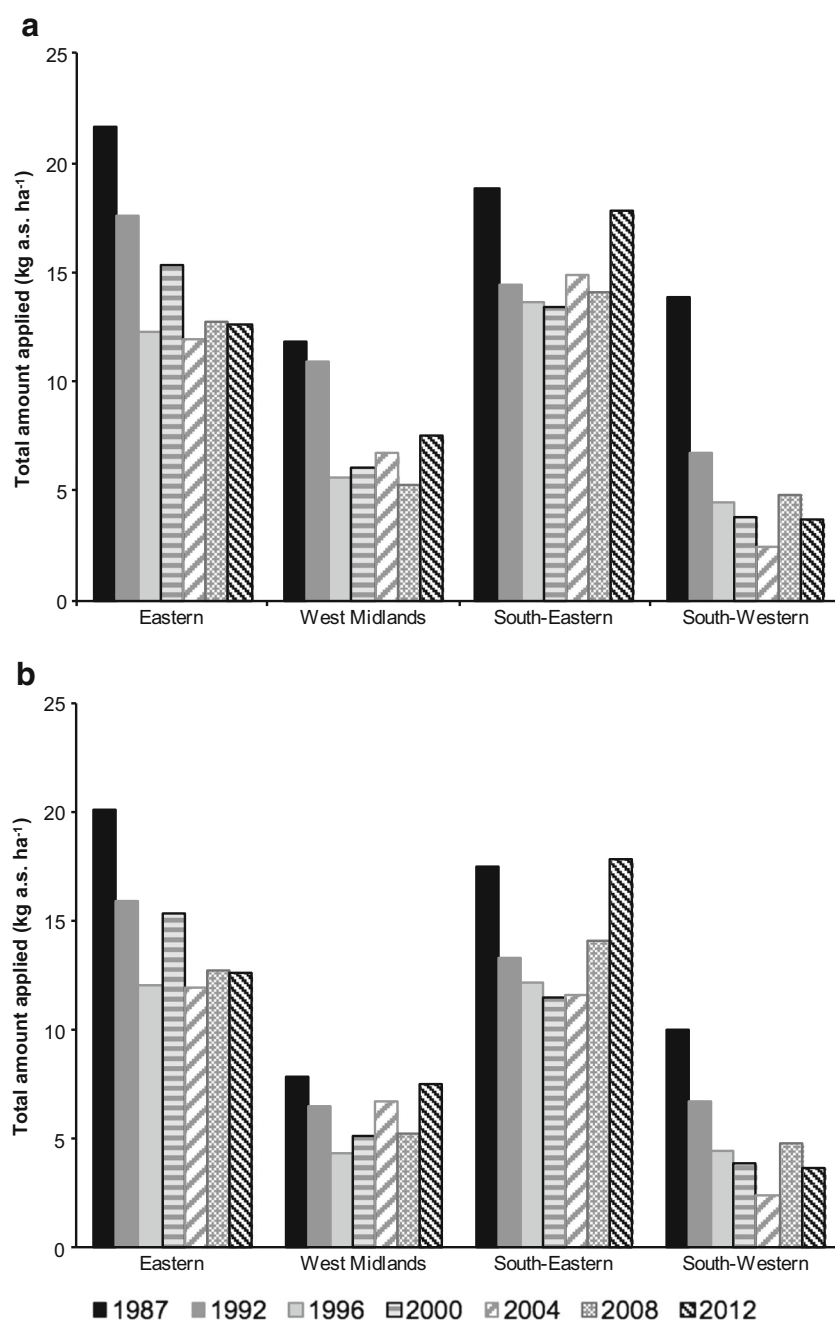 a
Total amount applied (kg a.s. ha⁻¹)
25
20
15
10
5
0
Eastern West Midlands South-Eastern South-Western
b
Total amount applied (kg a.s. ha⁻¹)
25
20
15
10
5
0
Eastern West Midlands South-Eastern South-Western
1987 1992 1996 2000 2004 2008 2012